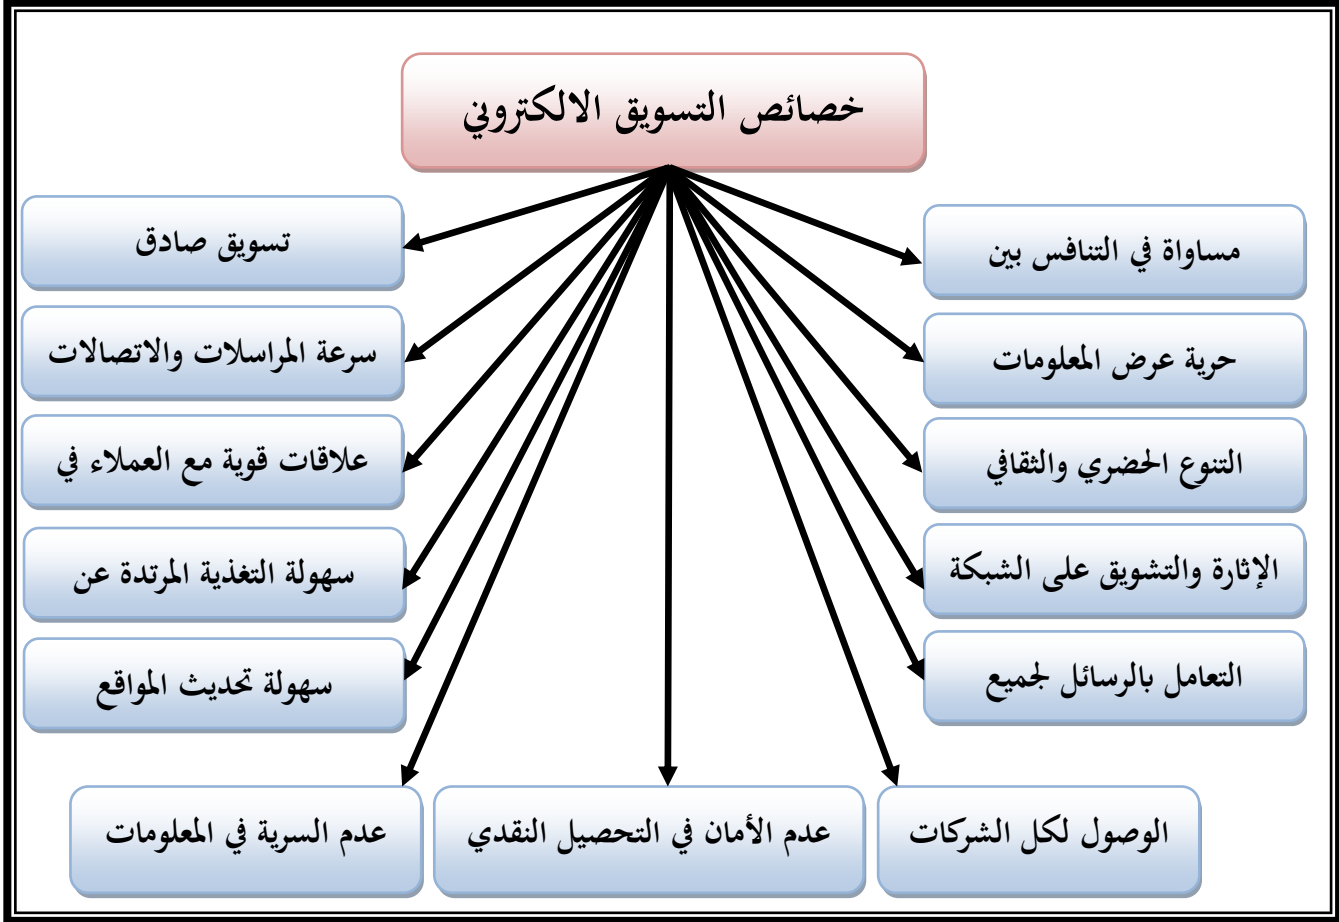 خصائص التسويق الالكتروني
مساواة في التنافس بين
حرية عرض المعلومات
التنوع الحضري والثقافي
الإثارة والتشويق على الشبكة
التعامل بالرسائل لجميع
تسويق صادق
سرعة المراسلات والاتصالات
علاقات قوية مع العملاء في
سهولة التغذية المرتدة عن
سهولة تحديث المواقع
الوصول لكل الشركات
عدم الأمان في التحصيل النقدي
عدم السرية في المعلومات